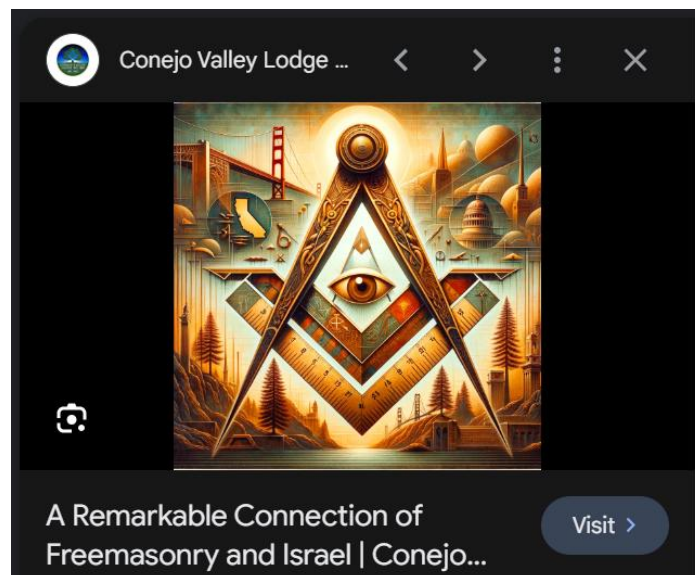 Conejo Valley Lodge ...
A Remarkable Connection of
Freemasonry and Israel | Conejo...
Visit >